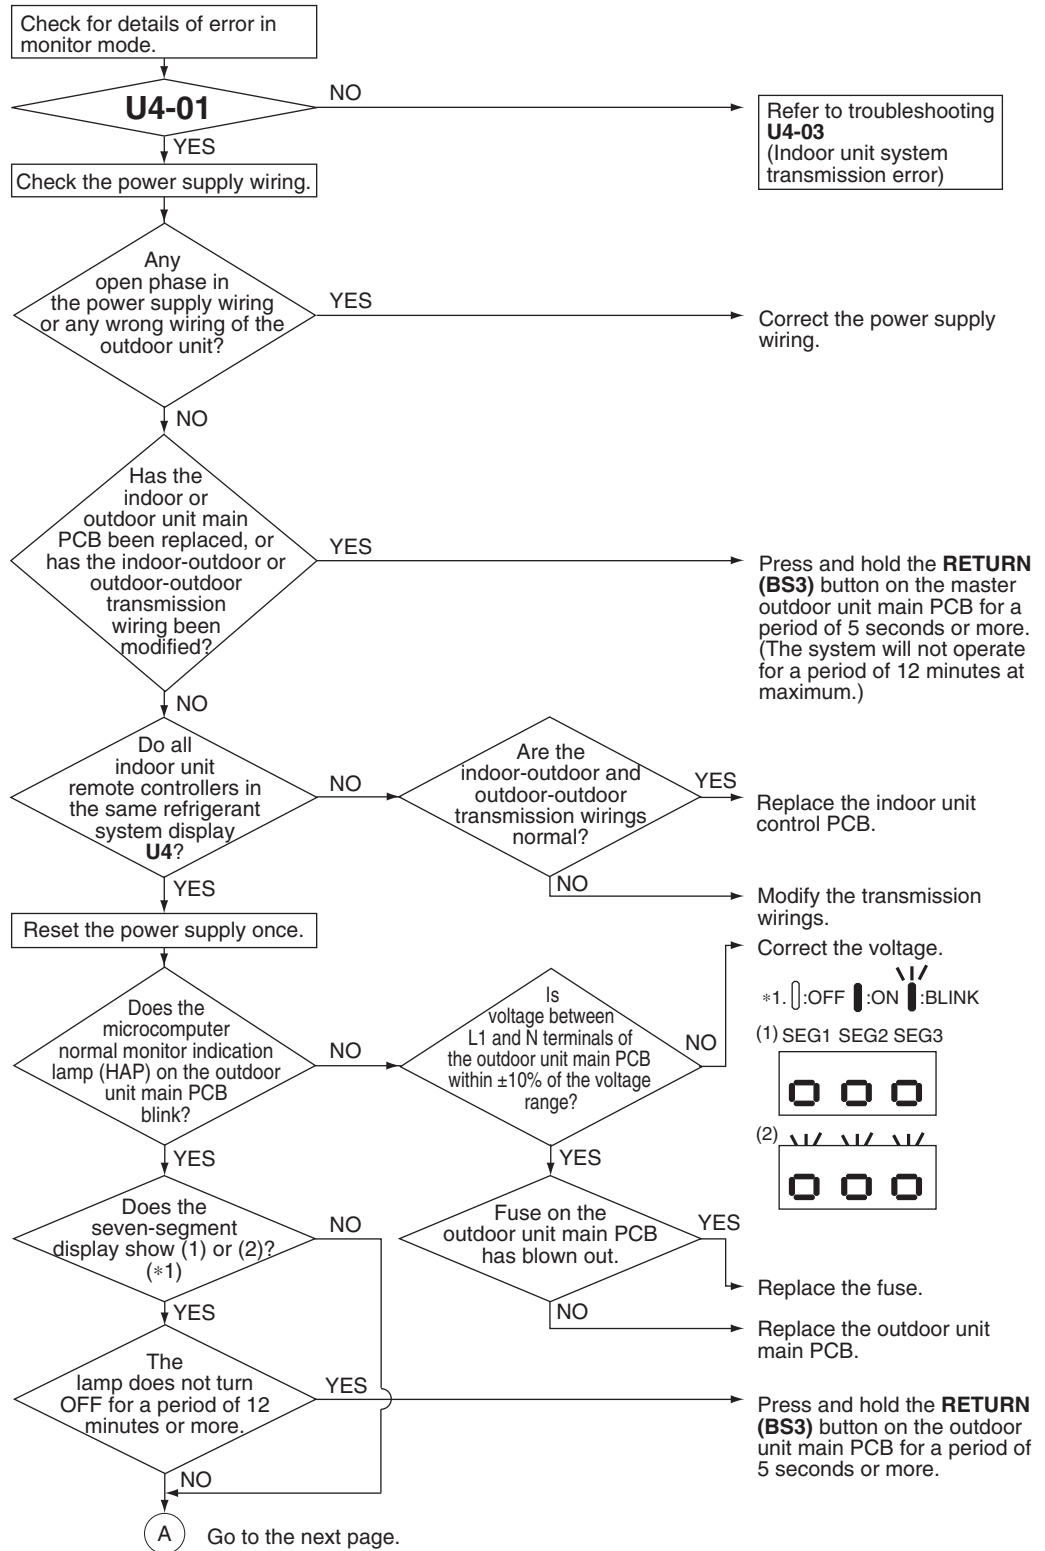 Check for details of error in
monitor mode.
U4-01
NO
Refer to troubleshooting
U4-03
(Indoor unit system
transmission error)
YES
Check the power supply wiring.
Any
open phase in
the power supply wiring
or any wrong wiring of the
outdoor unit?
YES
Correct the power supply
wiring.
NO
Has the
indoor or
outdoor unit main
PCB been replaced, or
has the indoor-outdoor or
outdoor-outdoor
transmission
wiring been
modified?
YES
Press and hold the RETURN
(BS3) button on the master
outdoor unit main PCB for a
period of 5 seconds or more.
(The system will not operate
for a period of 12 minutes at
maximum.)
NO
Do all
indoor unit
remote controllers in
the same refrigerant
system display
U4?
NO
Are the
indoor-outdoor and
outdoor-outdoor
transmission wirings
normal?
YES
Replace the indoor unit
control PCB.
NO
Modify the transmission
wirings.
YES
Reset the power supply once.
Does the
microcomputer
normal monitor indication
lamp (HAP) on the outdoor
unit main PCB
blink?
NO
Is
voltage between
L1 and N terminals of
the outdoor unit main PCB
within ±10% of the voltage
range?
NO
Correct the voltage.
*1. :OFF :ON :BLINK
(1) SEG1 SEG2 SEG3
(2)
YES
YES
Does the
seven-segment
display show (1) or (2)?
(*1)
NO
Fuse on the
outdoor unit main PCB
has blown out.
YES
Replace the fuse.
NO
Replace the outdoor unit
main PCB.
YES
The
lamp does not turn
OFF for a period of 12
minutes or more.
YES
Press and hold the RETURN
(BS3) button on the outdoor
unit main PCB for a period of
5 seconds or more.
NO
A Go to the next page.